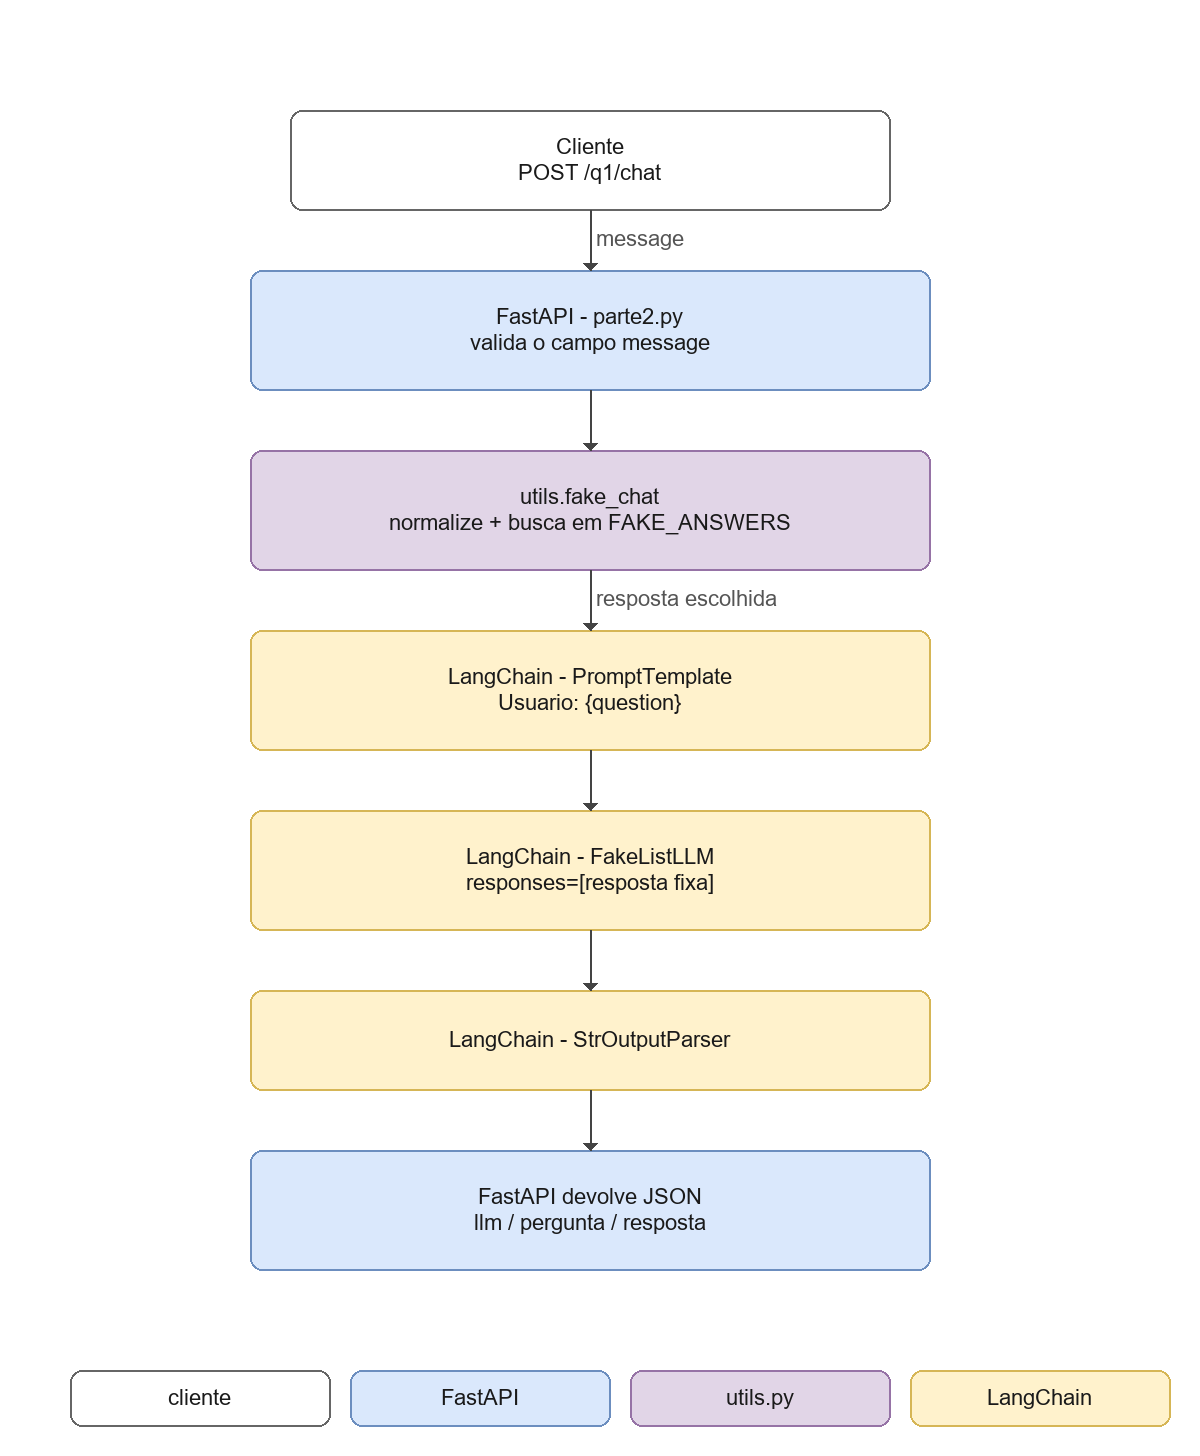 Cliente
POST /q1/chat
message
FastAPI - parte2.py
valida o campo message
utils.fake_chat
normalize + busca em FAKE_ANSWERS
resposta escolhida
LangChain - PromptTemplate
Usuario: {question}
LangChain - FakeListLLM
responses=[resposta fixa]
LangChain - StrOutputParser
FastAPI devolve JSON
llm / pergunta / resposta
cliente
FastAPI
utils.py
LangChain